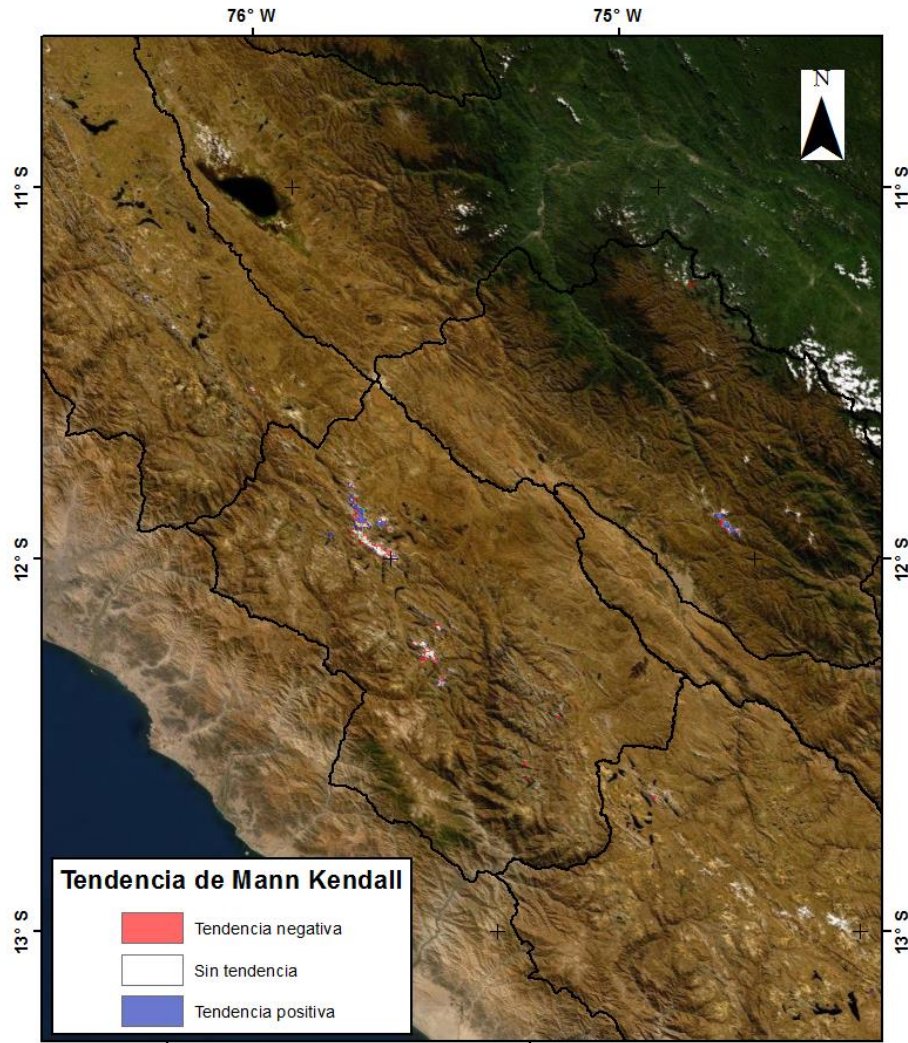 76° W
75° W
N
11° S
11° S
12° S
12° S
13° S
13° S
Tendencia de Mann Kendall
Tendencia negativa
Sin tendencia
Tendencia positiva